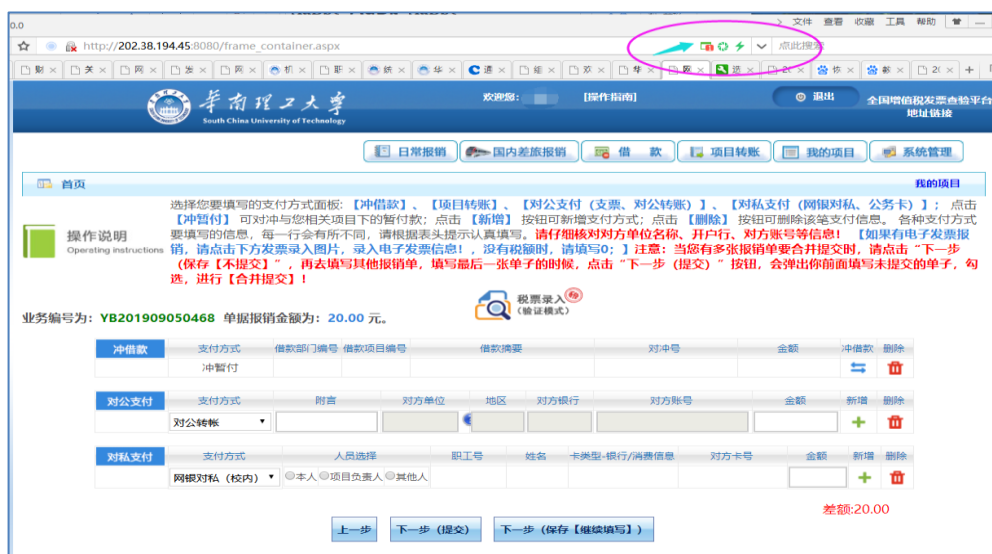 0.0
文件 查看 收藏 工具 帮助
http://202.38.194.45:8080/frame_container.aspx
点此搜索
华南理工大学
South China University of Technology
欢迎您:
[操作指南]
退出
全国增值税发票查验平台
地址链接
日常报销
国内差旅报销
借 款
项目转账
我的项目
系统管理
首页
我的项目
操作说明
Operating instructions
选择您要填写的支付方式面板:【冲借款】、【项目转账】、【对公支付(支票、对公转账)】、【对私支付(网银对私、公务卡)】;点击
【冲暂付】可对冲与您相关项目下的暂付款;点击【新增】按钮可新增支付方式;点击【删除】按钮可删除该笔支付信息。 各种支付方式
要填写的信息,每一行会有所不同,请根据表头提示认真填写。请仔细核对对方单位名称、开户行、对方账号等信息! 【如果有电子发票报
销,请点击下方发票录入图片,录入电子发票信息!,没有税额时,请填写0;】注意:当您有多张报销单要合并提交时,请点击“下一步
(保存【不提交】”,再去填写其他报销单,填写最后一张单子的时候,点击“下一步(提交)”按钮,会弹出你前面填写未提交的单子,勾
选,进行【合并提交】!
税票录入
(验证模式)
业务编号为:YB201909050468 单据报销金额为:20.00 元。
冲借款 支付方式 借款部门编号 借款项目编号 借款摘要 对冲号 金额 冲借款 删除
冲暂付
对公支付 支付方式 附言 对方单位 地区 对方银行 对方账号 金额 新增 删除
对公转帐
对私支付 支付方式 人员选择 职工号 姓名 卡类型-银行/消费信息 对方卡号 金额 新增 删除
网银对私(校内) 本人 项目负责人 其他人
差额:20.00
上一步 下一步(提交) 下一步(保存【继续填写】)